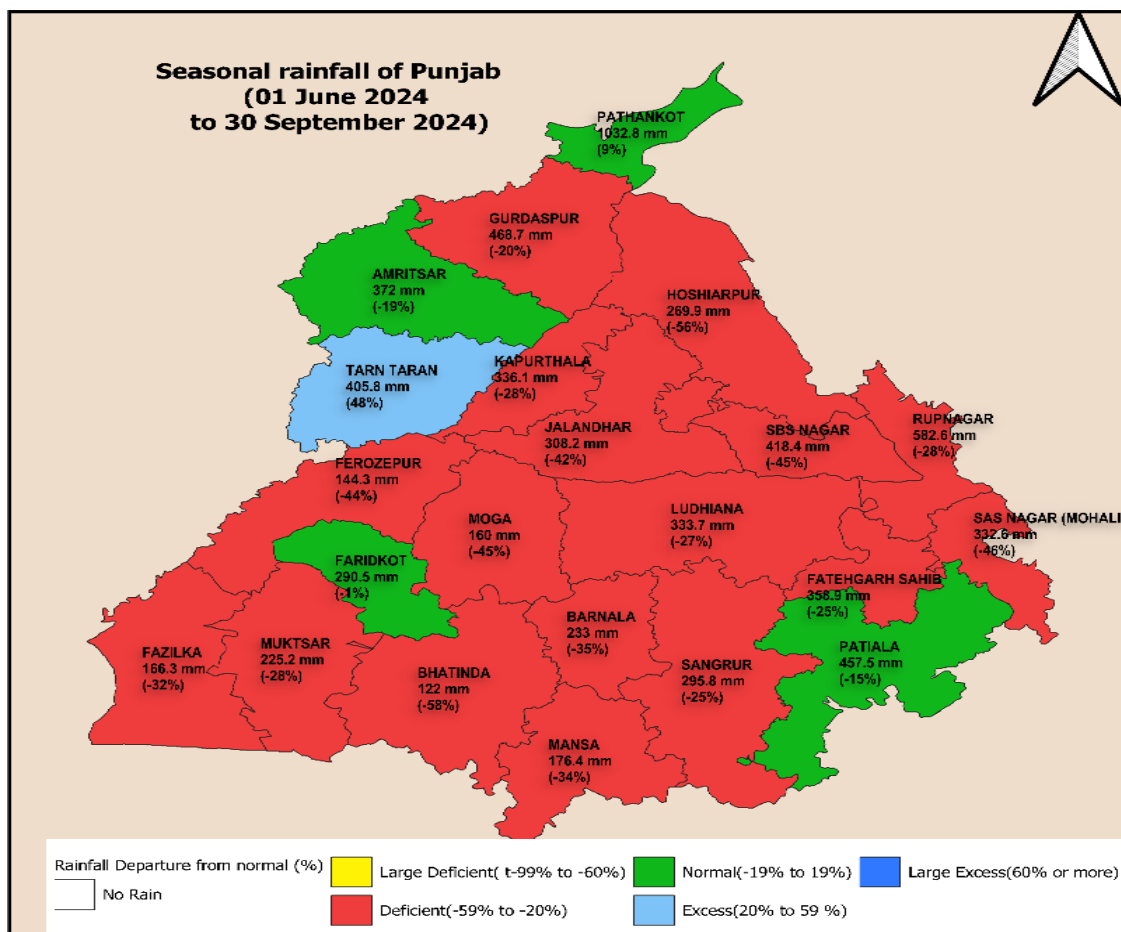 Seasonal rainfall of Punjab
(01 June 2024
to 30 September 2024)
PATHANKOT
1032.8 mm
(9%)
GURDASPUR
468.7 mm
(-20%)
AMRITSAR
372 mm
(-19%)
HOSHIARPUR
269.9 mm
(-56%)
TARN TARAN
405.8 mm
(48%)
KAPURTHALA
336.1 mm
(-28%)
JALANDHAR
308.2 mm
(-42%)
SBS NAGAR
418.4 mm
(-45%)
RUPNAGAR
582.6 mm
(-28%)
FEROZEPUR
144.3 mm
(-44%)
MOGA
160 mm
(-45%)
LUDHIANA
333.7 mm
(-27%)
SAS NAGAR (MOHALI
332.6 mm
(-46%)
FARIDKOT
290.5 mm
(-1%)
FATEHGARH SAHIB
358.9 mm
(-25%)
BARNALA
233 mm
(-35%)
FAZILKA
166.3 mm
(-32%)
MUKTSAR
225.2 mm
(-28%)
BHATINDA
122 mm
(-58%)
SANGRUR
295.8 mm
(-25%)
PATIALA
457.5 mm
(-15%)
MANSA
176.4 mm
(-34%)
Rainfall Departure from normal (%)
No Rain
Large Deficient( t-99% to -60%)
Deficient(-59% to -20%)
Normal(-19% to 19%)
Excess(20% to 59 %)
Large Excess(60% or more)